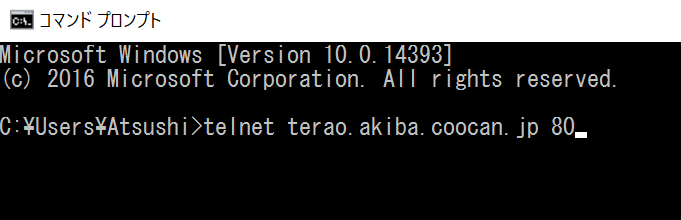 コマンド プロンプト
Microsoft Windows [Version 10.0.14393]
(c) 2016 Microsoft Corporation. All rights reserved.
C:¥Users¥Atsushi>telnet terao.akiba.coocan.jp 80